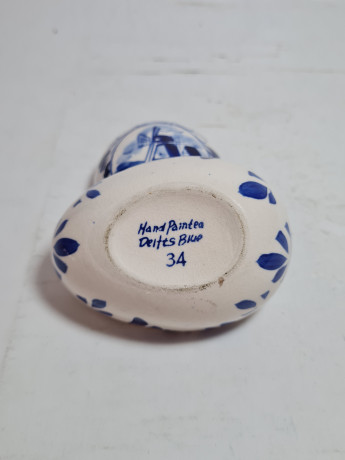 Hand Painted
Delfts Blue
34